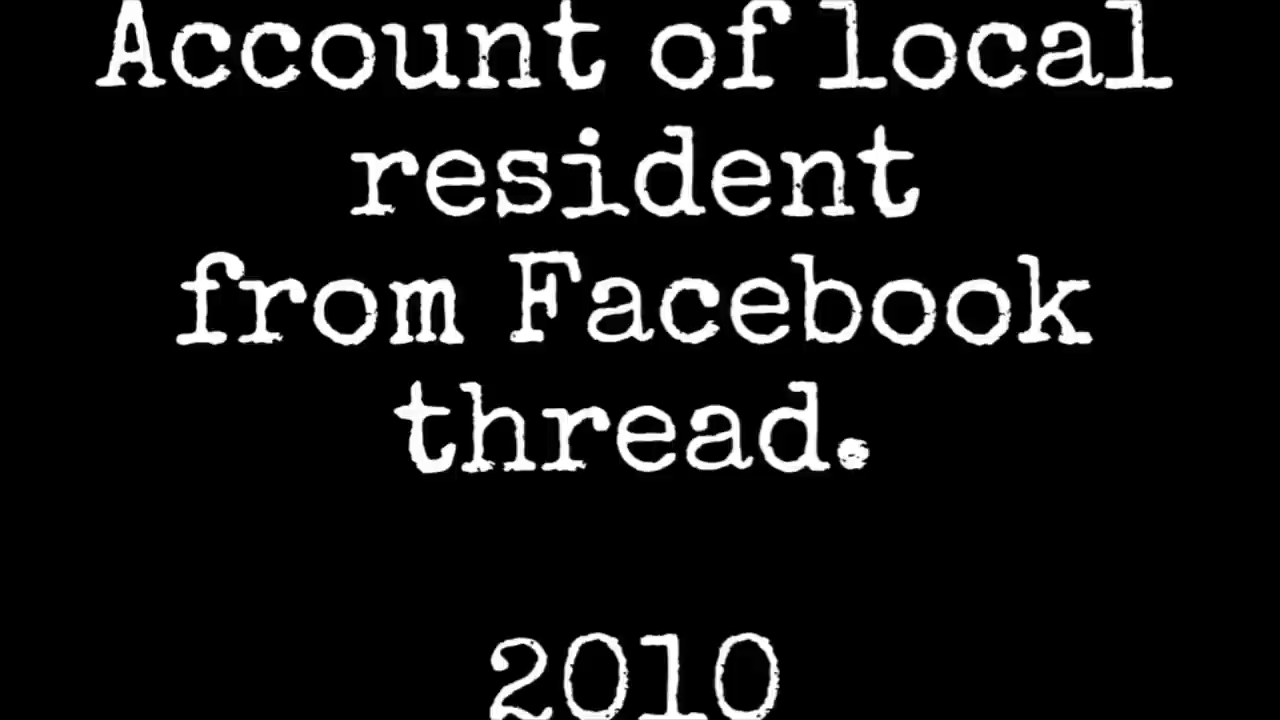 Account of local
resident
from Facebook
thread.
2010